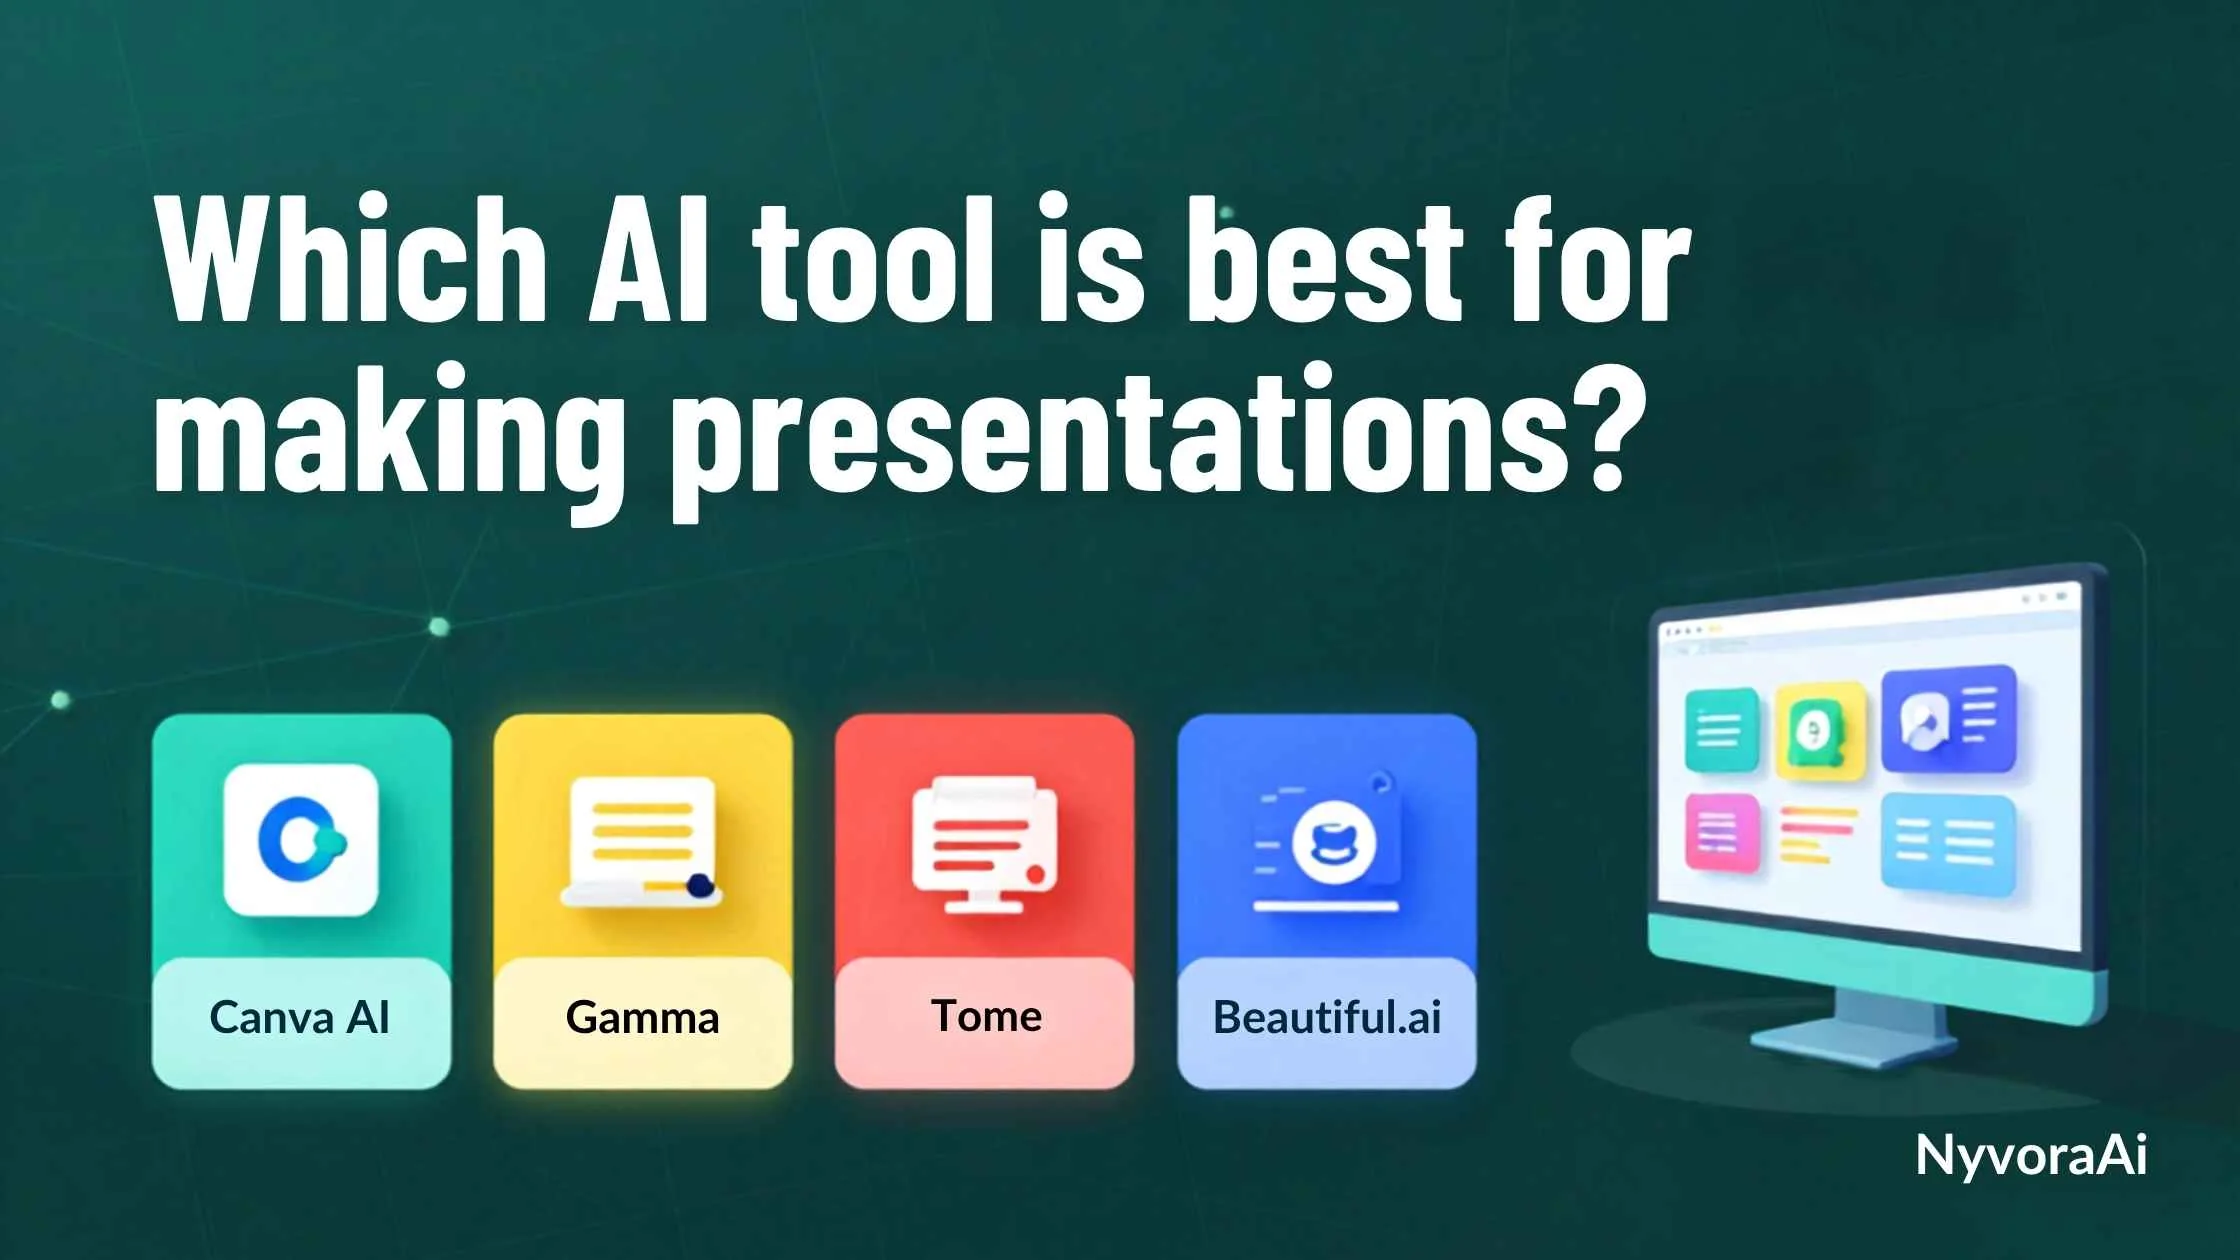 Which AI tool is best for
making presentations?
Canva AI
Gamma
Tome
Beautiful.ai
NyvoraAi